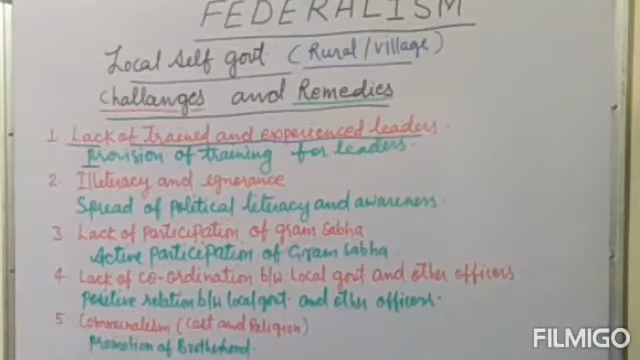 FEDERALISM
Local Self govt (Rural/village)
Challanges and Remedies
1 Lack of trained and experienced leaders.
Provision of training for leaders.
2 Illeteracy and egnerance
Spread of political leteracy and awareness.
3 Lack of Participation of gram sabha
Active participation of Gram sabha
4 Lack of co-ordination b/w local govt and other officers
Positive relation b/w local govt. and other officers.
5 Communalism (Cast and Religion)
Promotion of Brotherhood.
FILMIGO